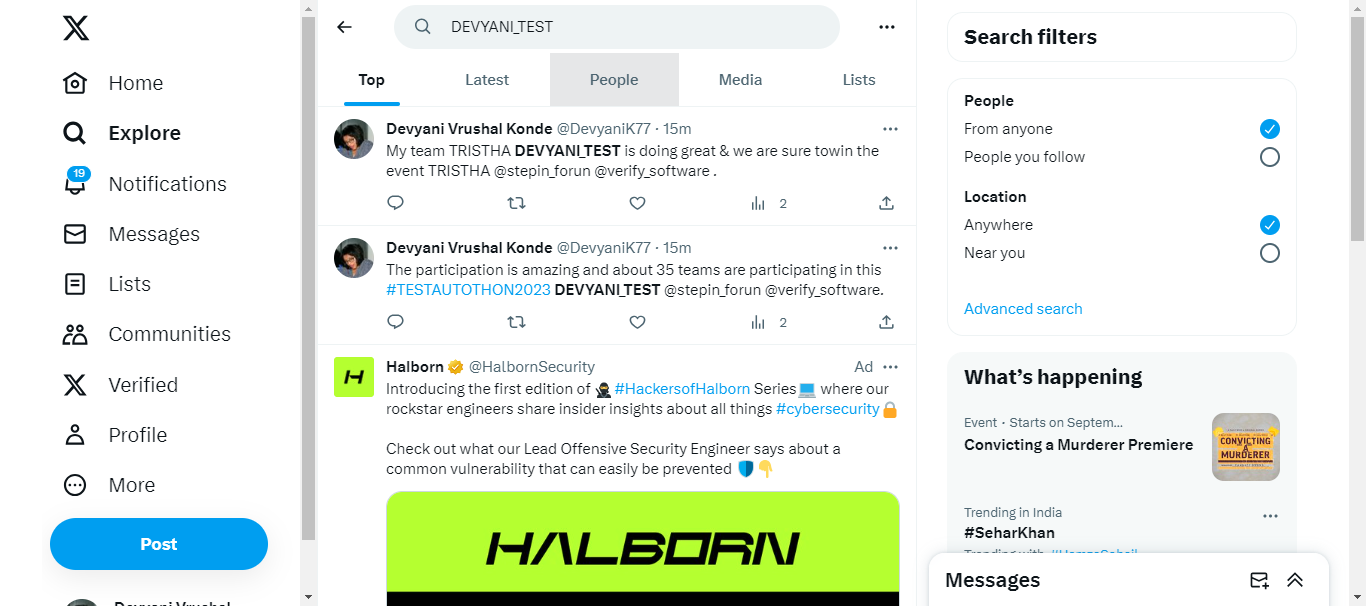 Home
Explore
19
Notifications
Messages
Lists
Communities
Verified
Profile
More
Post
Devyani Vrushal
DEVYANI_TEST
Top Latest People Media Lists
Devyani Vrushal Konde @DevyaniK77 · 15m
My team TRISTHA DEVYANI_TEST is doing great & we are sure towin the
event TRISTHA @stepin_forun @verify_software .
2
Devyani Vrushal Konde @DevyaniK77 · 15m
The participation is amazing and about 35 teams are participating in this
#TESTAUTOTHON2023 DEVYANI_TEST @stepin_forun @verify_software.
2
Halborn @HalbornSecurity Ad
Introducing the first edition of #HackersofHalborn Series where our
rockstar engineers share insider insights about all things #cybersecurity
Check out what our Lead Offensive Security Engineer says about a
common vulnerability that can easily be prevented
HALBORN
Search filters
People
From anyone
People you follow
Location
Anywhere
Near you
Advanced search
What's happening
Event · Starts on Septem...
Convicting a Murderer Premiere
CONVICTING
A
MURDERER
Trending in India
#SeharKhan
Trending with #HamzaSohail
Messages